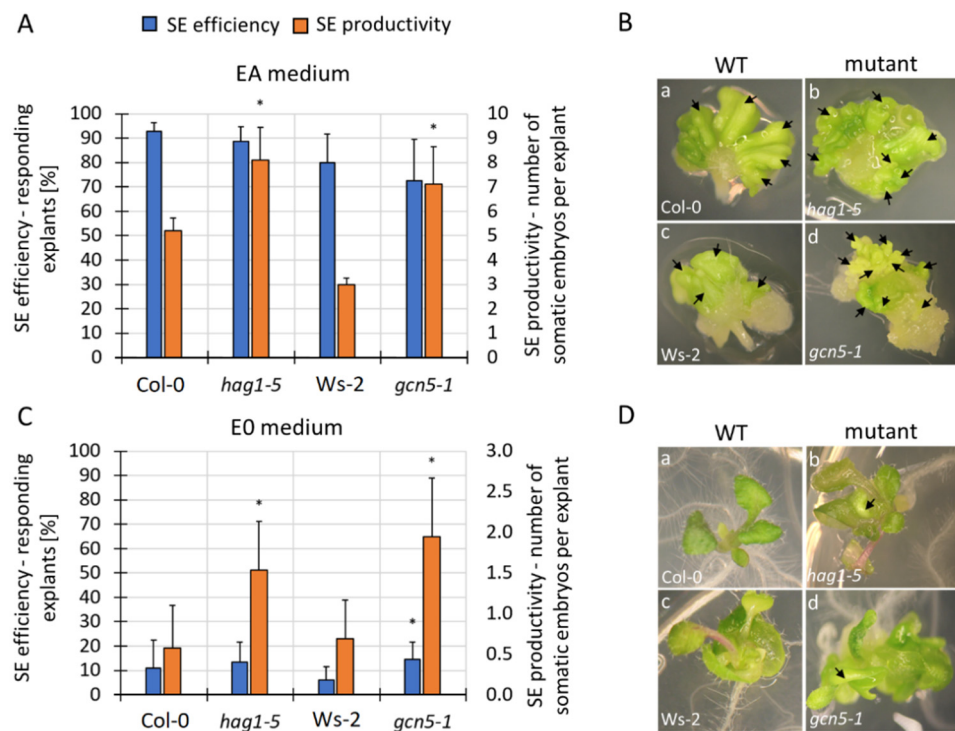 A
SE efficiency SE productivity
EA medium
SE efficiency - responding
explants [%]
100
90
80
70
60
50
40
30
20
10
0
* *
10
9
8
7
6
5
4
3
2
1
0
SE productivity - number of
somatic embryos per explant
Col-0 hag1-5 Ws-2 gcn5-1
B
WT mutant
a b
Col-0 hag1-5
c d
Ws-2 gcn5-1
C
E0 medium
SE efficiency - responding
explants [%]
100
90
80
70
60
50
40
30
20
10
0
* * *
3.0
2.5
2.0
1.5
1.0
0.5
0.0
SE productivity - number of
somatic embryos per explant
Col-0 hag1-5 Ws-2 gcn5-1
D
WT mutant
a b
Col-0 hag1-5
c d
Ws-2 gcn5-1